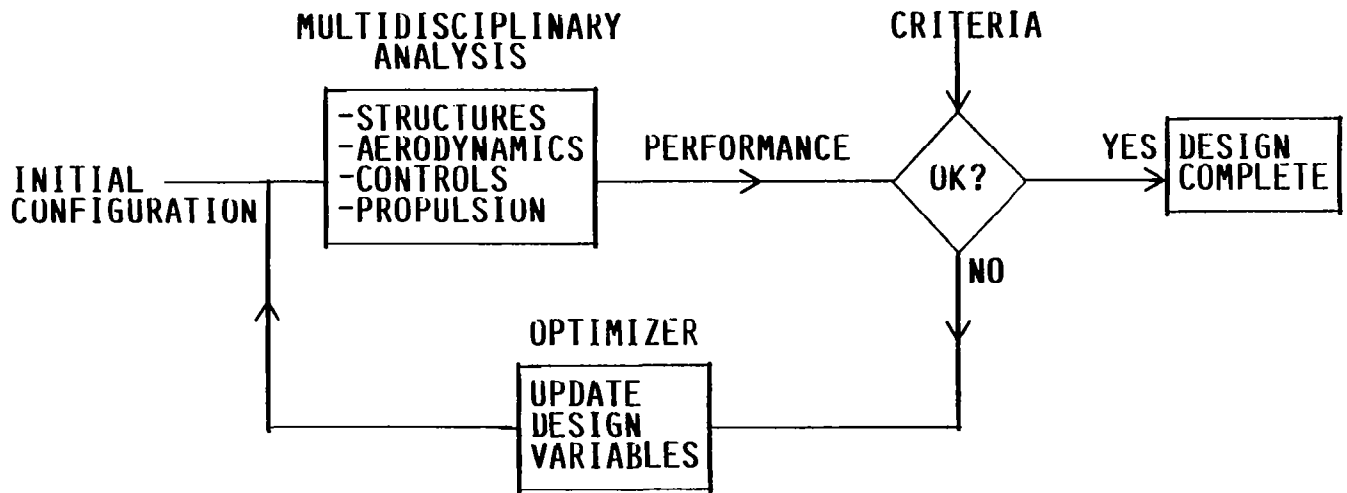 MULTIDISCIPLINARY
ANALYSIS
CRITERIA
-STRUCTURES
-AERODYNAMICS
-CONTROLS
-PROPULSION
INITIAL
CONFIGURATION
PERFORMANCE
OK?
YES
DESIGN
COMPLETE
NO
OPTIMIZER
UPDATE
DESIGN
VARIABLES